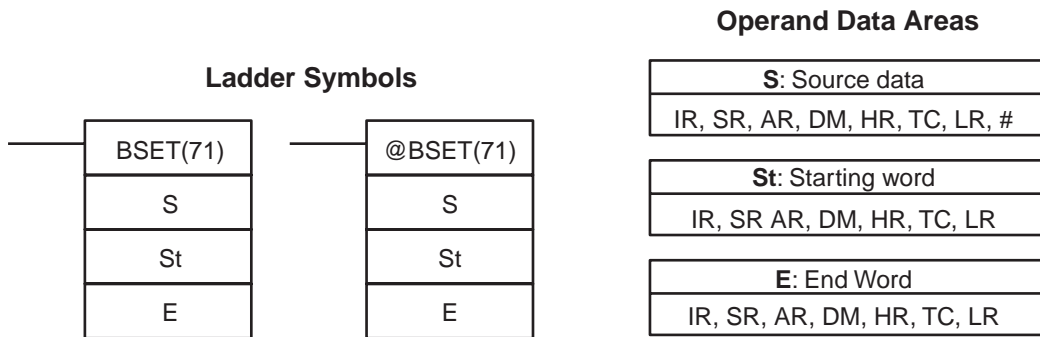 Ladder Symbols
BSET(71)
S
St
E
@BSET(71)
S
St
E
Operand Data Areas
S: Source data
IR, SR, AR, DM, HR, TC, LR, #
St: Starting word
IR, SR AR, DM, HR, TC, LR
E: End Word
IR, SR, AR, DM, HR, TC, LR